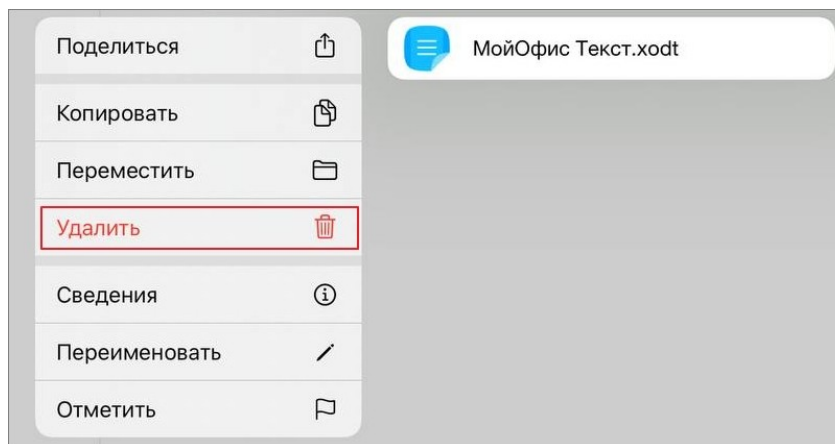 Поделиться
МойОфис Текст.xodt
Копировать
Переместить
Удалить
Сведения
Переименовать
Отметить